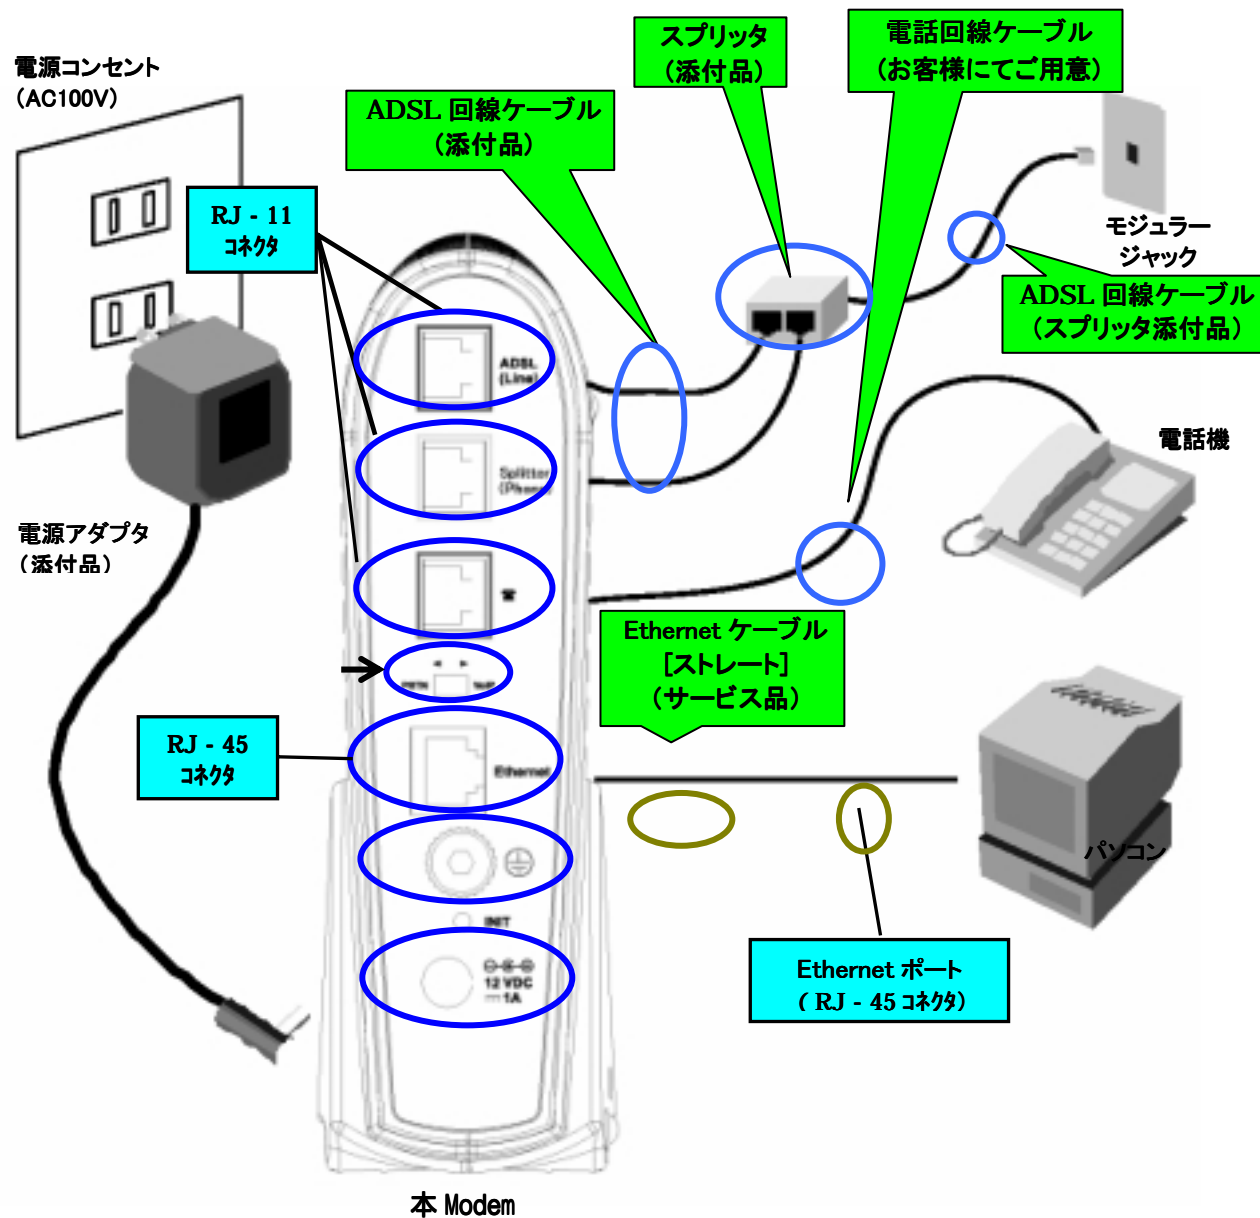 電源コンセント
(AC100V)
スプリッタ
(添付品)
電話回線ケーブル
(お客様にてご用意)
ADSL 回線ケーブル
(添付品)
RJ - 11
コネクタ
モジュラー
ジャック
ADSL 回線ケーブル
(スプリッタ添付品)
ADSL
(Line)
電話機
Splitter
(Phone)
電源アダプタ
(添付品)
☎
Ethernet ケーブル
[ストレート]
(サービス品)
RJ - 45
コネクタ
Ethernet
パソコン
INIT
Ethernet ポート
( RJ - 45 コネクタ)
12 VDC
1A
本 Modem